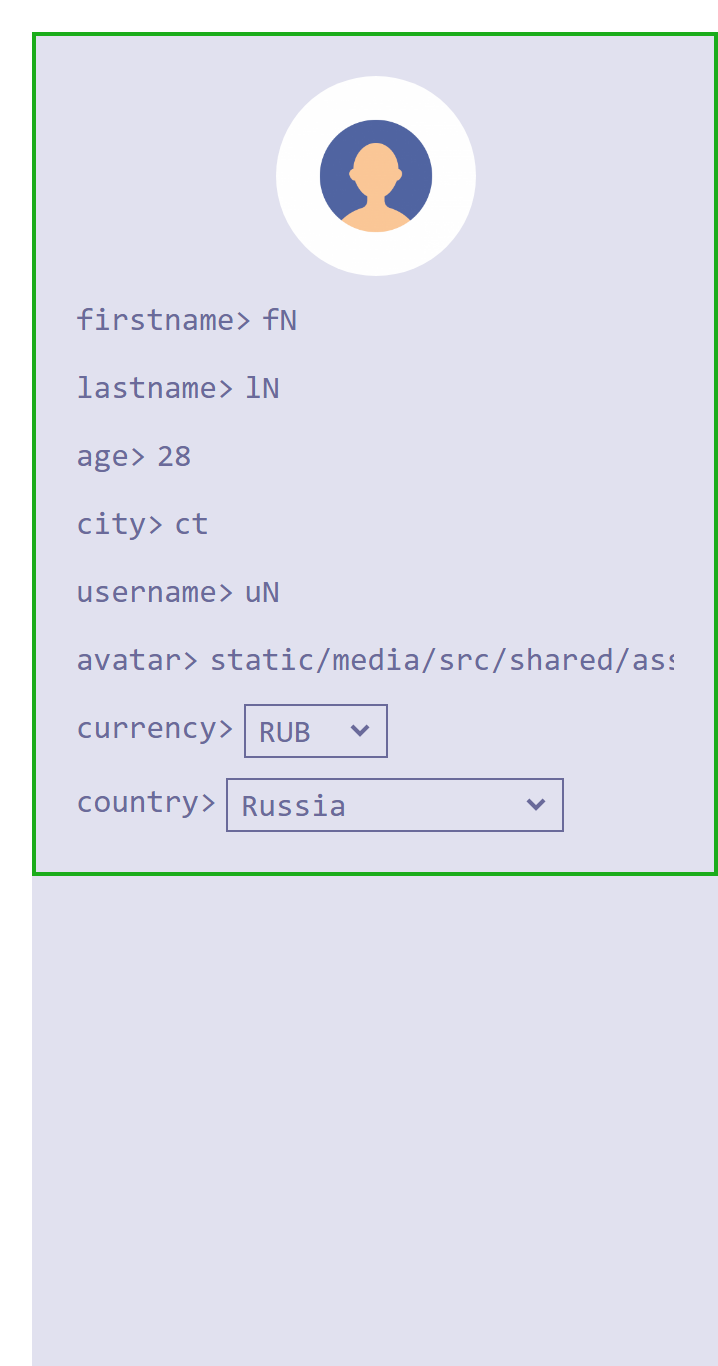 firstname> fN
lastname> lN
age> 28
city> ct
username> uN
avatar> static/media/src/shared/as
currency> RUB
country> Russia